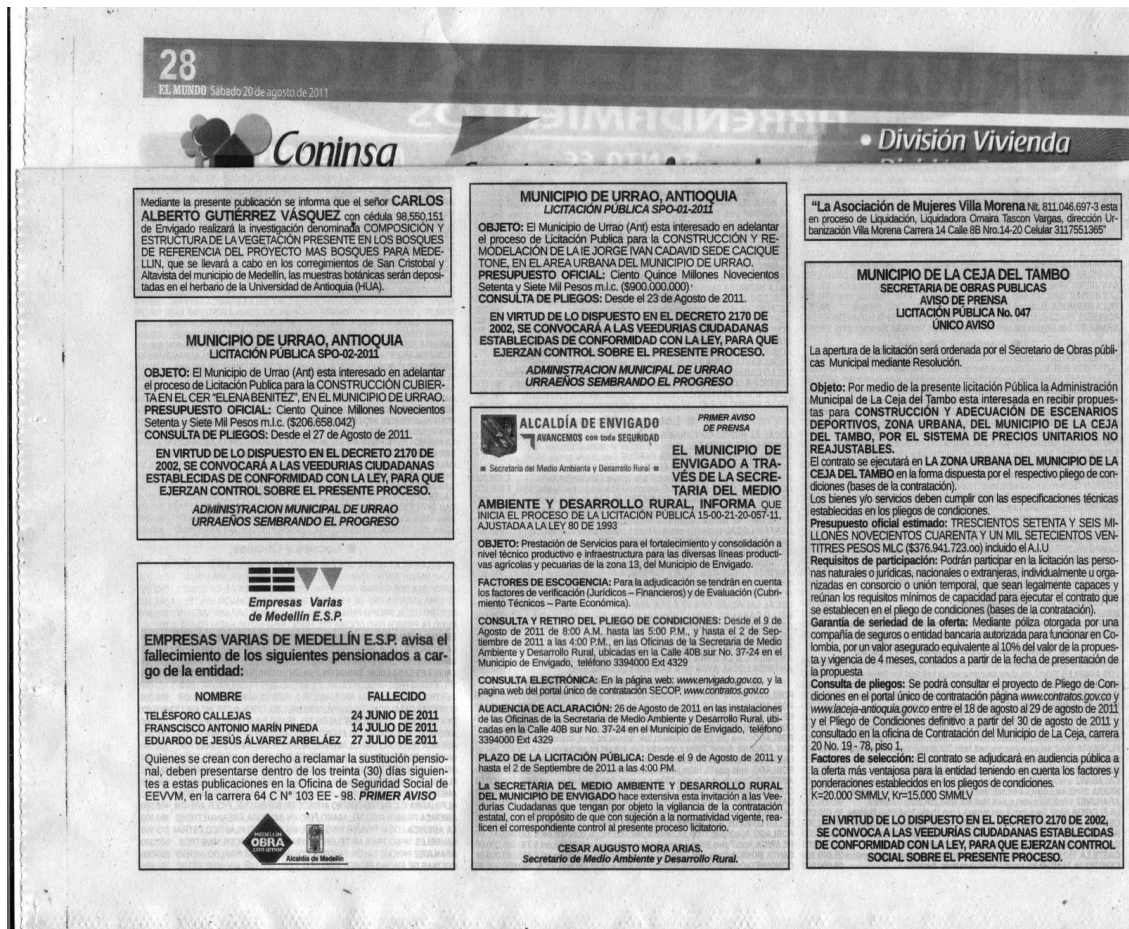 28
EL MUNDO Sábado 20 de agosto de 2011
Coninsa
• División Vivienda
Mediante la presente publicación se informa que el señor CARLOS
ALBERTO GUTIÉRREZ VÁSQUEZ con cédula 98,550,151
de Envigado realizará la investigación denominada COMPOSICIÓN Y
ESTRUCTURA DE LA VEGETACIÓN PRESENTE EN LOS BOSQUES
DE REFERENCIA DEL PROYECTO MAS BOSQUES PARA MEDE-
LLIN, que se llevará a cabo en los corregimientos de San Cristobal y
Altavista del municipio de Medellín, las muestras botánicas serán deposi-
tadas en el herbario de la Universidad de Antioquia (HUA).
MUNICIPIO DE URRAO, ANTIOQUIA
LICITACIÓN PÚBLICA SPO-02-2011
OBJETO: El Municipio de Urrao (Ant) esta interesado en adelantar
el proceso de Licitación Publica para la CONSTRUCCIÓN CUBIER-
TA EN EL CER "ELENA BENITEZ", EN EL MUNICIPIO DE URRAO.
PRESUPUESTO OFICIAL: Ciento Quince Millones Novecientos
Setenta y Siete Mil Pesos m.l.c. ($206.658.042)
CONSULTA DE PLIEGOS: Desde el 27 de Agosto de 2011.
EN VIRTUD DE LO DISPUESTO EN EL DECRETO 2170 DE
2002, SE CONVOCARÁ A LAS VEEDURIAS CIUDADANAS
ESTABLECIDAS DE CONFORMIDAD CON LA LEY, PARA QUE
EJERZAN CONTROL SOBRE EL PRESENTE PROCESO.
ADMINISTRACION MUNICIPAL DE URRAO
URRAEÑOS SEMBRANDO EL PROGRESO
Empresas Varias
de Medellín E.S.P.
EMPRESAS VARIAS DE MEDELLÍN E.S.P. avisa el
fallecimiento de los siguientes pensionados a car-
go de la entidad:
NOMBRE FALLECIDO
TELÉSFORO CALLEJAS 24 JUNIO DE 2011
FRANSCISCO ANTONIO MARÍN PINEDA 14 JULIO DE 2011
EDUARDO DE JESÚS ÁLVAREZ ARBELÁEZ 27 JULIO DE 2011
Quienes se crean con derecho a reclamar la sustitución pensio-
nal, deben presentarse dentro de los treinta (30) días siguien-
tes a estas publicaciones en la Oficina de Seguridad Social de
EEVVM, en la carrera 64 C N° 103 EE - 98. PRIMER AVISO
MEDELLÍN
OBRA
con amor
Alcaldía de Medellín
MUNICIPIO DE URRAO, ANTIOQUIA
LICITACIÓN PÚBLICA SPO-01-2011
OBJETO: El Municipio de Urrao (Ant) esta interesado en adelantar
el proceso de Licitación Publica para la CONSTRUCCIÓN Y RE-
MODELACIÓN DE LA IE JORGE IVAN CADAVID SEDE CACIQUE
TONE, EN EL AREA URBANA DEL MUNICIPIO DE URRAO.
PRESUPUESTO OFICIAL: Ciento Quince Millones Novecientos
Setenta y Siete Mil Pesos m.l.c. ($900.000.000)
CONSULTA DE PLIEGOS: Desde el 23 de Agosto de 2011.
EN VIRTUD DE LO DISPUESTO EN EL DECRETO 2170 DE
2002, SE CONVOCARÁ A LAS VEEDURIAS CIUDADANAS
ESTABLECIDAS DE CONFORMIDAD CON LA LEY, PARA QUE
EJERZAN CONTROL SOBRE EL PRESENTE PROCESO.
ADMINISTRACION MUNICIPAL DE URRAO
URRAEÑOS SEMBRANDO EL PROGRESO
ALCALDÍA DE ENVIGADO
AVANCEMOS con toda SEGURIDAD
Secretaría del Medio Ambiente y Desarrollo Rural
PRIMER AVISO
DE PRENSA
EL MUNICIPIO DE
ENVIGADO A TRA-
VÉS DE LA SECRE-
TARIA DEL MEDIO
AMBIENTE Y DESARROLLO RURAL, INFORMA QUE
INICIA EL PROCESO DE LA LICITACIÓN PÚBLICA 15-00-21-20-057-11,
AJUSTADA A LA LEY 80 DE 1993
OBJETO: Prestación de Servicios para el fortalecimiento y consolidación a
nivel técnico productivo e infraestructura para las diversas líneas producti-
vas agrícolas y pecuarias de la zona 13, del Municipio de Envigado.
FACTORES DE ESCOGENCIA: Para la adjudicación se tendrán en cuenta
los factores de verificación (Jurídicos – Financieros) y de Evaluación (Cubri-
miento Técnicos – Parte Económica).
CONSULTA Y RETIRO DEL PLIEGO DE CONDICIONES: Desde el 9 de
Agosto de 2011 de 8:00 A.M. hasta las 5:00 P.M., y hasta el 2 de Sep-
tiembre de 2011 a las 4:00 P.M., en las Oficinas de la Secretaria de Medio
Ambiente y Desarrollo Rural, ubicadas en la Calle 40B sur No. 37-24 en el
Municipio de Envigado, teléfono 3394000 Ext 4329
CONSULTA ELECTRÓNICA: En la página web: www.envigado.gov.co, y la
pagina web del portal único de contratación SECOP, www.contratos.gov.co
AUDIENCIA DE ACLARACIÓN: 26 de Agosto de 2011 en las instalaciones
de las Oficinas de la Secretaria de Medio Ambiente y Desarrollo Rural, ubi-
cadas en la Calle 40B sur No. 37-24 en el Municipio de Envigado, teléfono
3394000 Ext 4329
PLAZO DE LA LICITACIÓN PÚBLICA: Desde el 9 de Agosto de 2011 y
hasta el 2 de Septiembre de 2011 a las 4:00 PM.
La SECRETARIA DEL MEDIO AMBIENTE Y DESARROLLO RURAL
DEL MUNICIPIO DE ENVIGADO hace extensiva esta invitación a las Vee-
durías Ciudadanas que tengan por objeto la vigilancia de la contratación
estatal, con el propósito de que con sujeción a la normatividad vigente, rea-
licen el correspondiente control al presente proceso licitatorio.
CESAR AUGUSTO MORA ARIAS.
Secretario de Medio Ambiente y Desarrollo Rural.
"La Asociación de Mujeres Villa Morena Nit. 811.046.697-3 esta
en proceso de Liquidación, Liquidadora Omaira Tascon Vargas, dirección Ur-
banización Villa Morena Carrera 14 Calle 8B Nro.14-20 Celular 3117551365"
MUNICIPIO DE LA CEJA DEL TAMBO
SECRETARIA DE OBRAS PUBLICAS
AVISO DE PRENSA
LICITACIÓN PÚBLICA No. 047
ÚNICO AVISO
La apertura de la licitación será ordenada por el Secretario de Obras públi-
cas Municipal mediante Resolución.
Objeto: Por medio de la presente licitación Pública la Administración
Municipal de La Ceja del Tambo esta interesada en recibir propues-
tas para CONSTRUCCIÓN Y ADECUACIÓN DE ESCENARIOS
DEPORTIVOS, ZONA URBANA, DEL MUNICIPIO DE LA CEJA
DEL TAMBO, POR EL SISTEMA DE PRECIOS UNITARIOS NO
REAJUSTABLES.
El contrato se ejecutará en LA ZONA URBANA DEL MUNICIPIO DE LA
CEJA DEL TAMBO en la forma dispuesta por el respectivo pliego de con-
diciones (bases de la contratación).
Los bienes y/o servicios deben cumplir con las especificaciones técnicas
establecidas en los pliegos de condiciones.
Presupuesto oficial estimado: TRESCIENTOS SETENTA Y SEIS MI-
LLONES NOVECIENTOS CUARENTA Y UN MIL SETECIENTOS VEN-
TITRES PESOS MLC ($376.941.723.oo) incluido el A.I.U
Requisitos de participación: Podrán participar en la licitación las perso-
nas naturales o jurídicas, nacionales o extranjeras, individualmente u orga-
nizadas en consorcio o unión temporal, que sean legalmente capaces y
reúnan los requisitos mínimos de capacidad para ejecutar el contrato que
se establecen en el pliego de condiciones (bases de la contratación).
Garantía de seriedad de la oferta: Mediante póliza otorgada por una
compañía de seguros o entidad bancaria autorizada para funcionar en Co-
lombia, por un valor asegurado equivalente al 10% del valor de la propues-
ta y vigencia de 4 meses, contados a partir de la fecha de presentación de
la propuesta
Consulta de pliegos: Se podrá consultar el proyecto de Pliego de Con-
diciones en el portal único de contratación página www.contratos.gov.co y
www.laceja-antioquia.gov.co entre el 18 de agosto al 29 de agosto de 2011
y el Pliego de Condiciones definitivo a partir del 30 de agosto de 2011 y
consultado en la oficina de Contratación del Municipio de La Ceja, carrera
20 No. 19 - 78, piso 1,
Factores de selección: El contrato se adjudicará en audiencia pública a
la oferta más ventajosa para la entidad teniendo en cuenta los factores y
ponderaciones establecidos en los pliegos de condiciones.
K=20.000 SMMLV, Kr=15,000 SMMLV
EN VIRTUD DE LO DISPUESTO EN EL DECRETO 2170 DE 2002,
SE CONVOCA A LAS VEEDURÍAS CIUDADANAS ESTABLECIDAS
DE CONFORMIDAD CON LA LEY, PARA QUE EJERZAN CONTROL
SOCIAL SOBRE EL PRESENTE PROCESO.